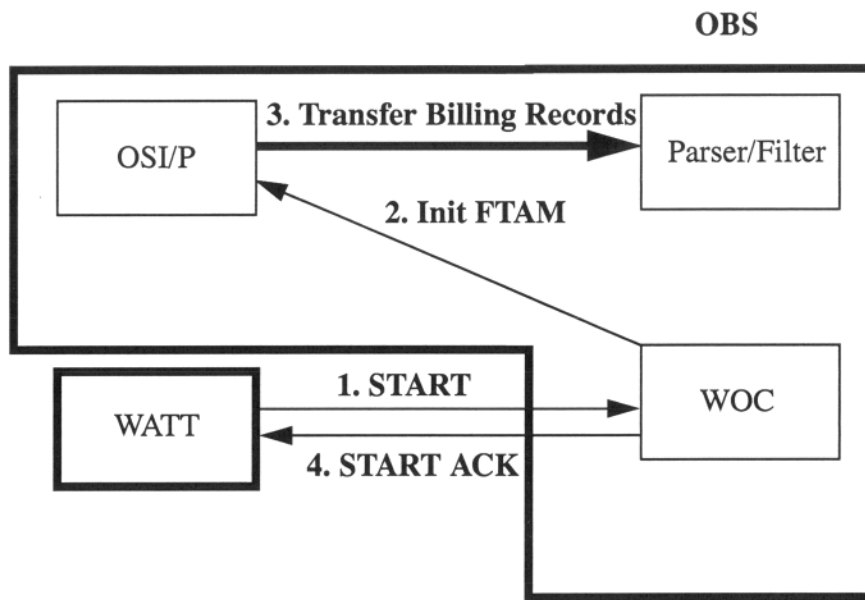 OBS
3. Transfer Billing Records
OSI/P
Parser/Filter
2. Init FTAM
1. START
WATT
WOC
4. START ACK